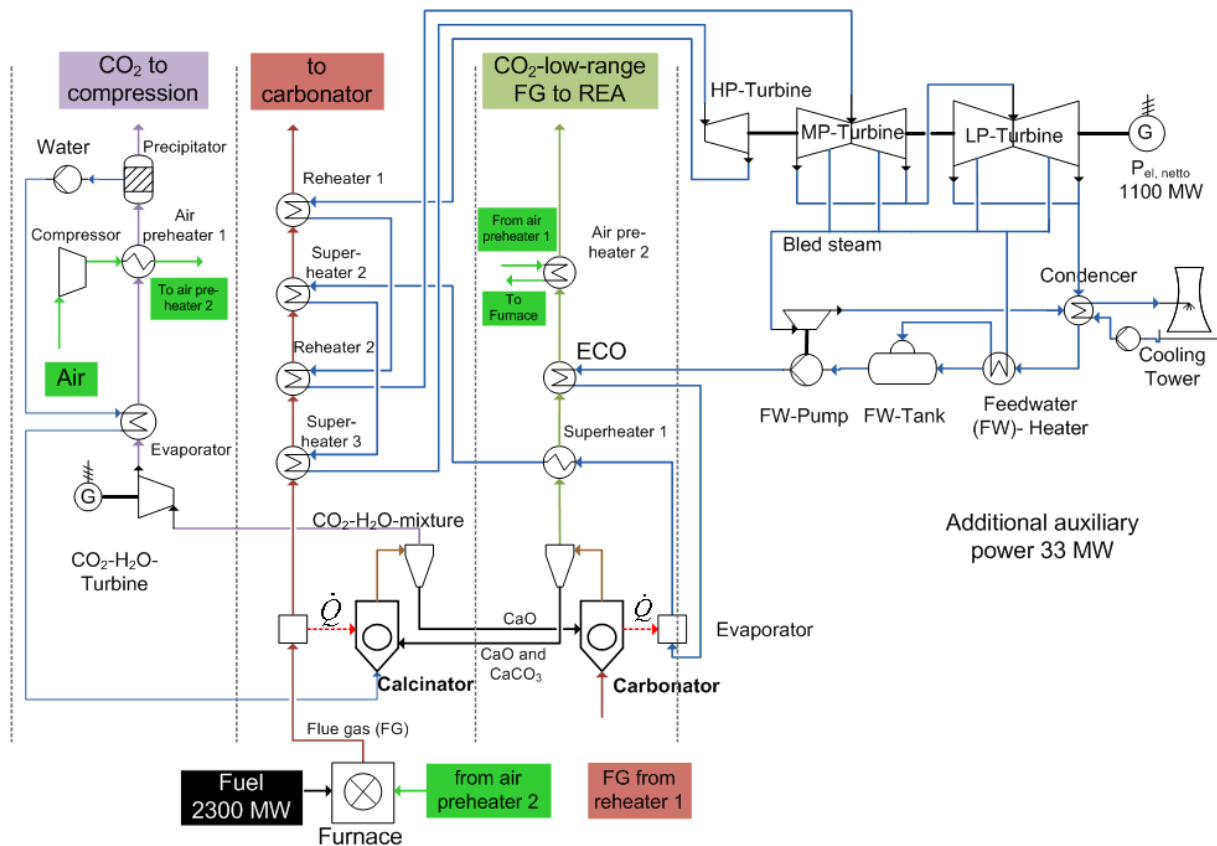 CO₂ to
compression
to
carbonator
CO₂-low-range
FG to REA
HP-Turbine
MP-Turbine
LP-Turbine
G
P el, netto
1100 MW
Water
Precipitator
Reheater 1
Air
preheater 1
Compressor
To air pre-
heater 2
Super-
heater 2
From air
preheater 1
Air pre-
heater 2
To
Furnace
Bled steam
Condencer
Cooling
Tower
Air
Reheater 2
ECO
FW-Pump
FW-Tank
Feedwater
(FW)- Heater
Super-
heater 3
Superheater 1
Evaporator
G
CO₂-H₂O-
Turbine
CO₂-H₂O-mixture
Additional auxiliary
power 33 MW
Q̇
CaO
Q̇
Evaporator
CaO and
CaCO₃
Calcinator
Carbonator
Flue gas (FG)
Fuel
2300 MW
Furnace
from air
preheater 2
FG from
reheater 1